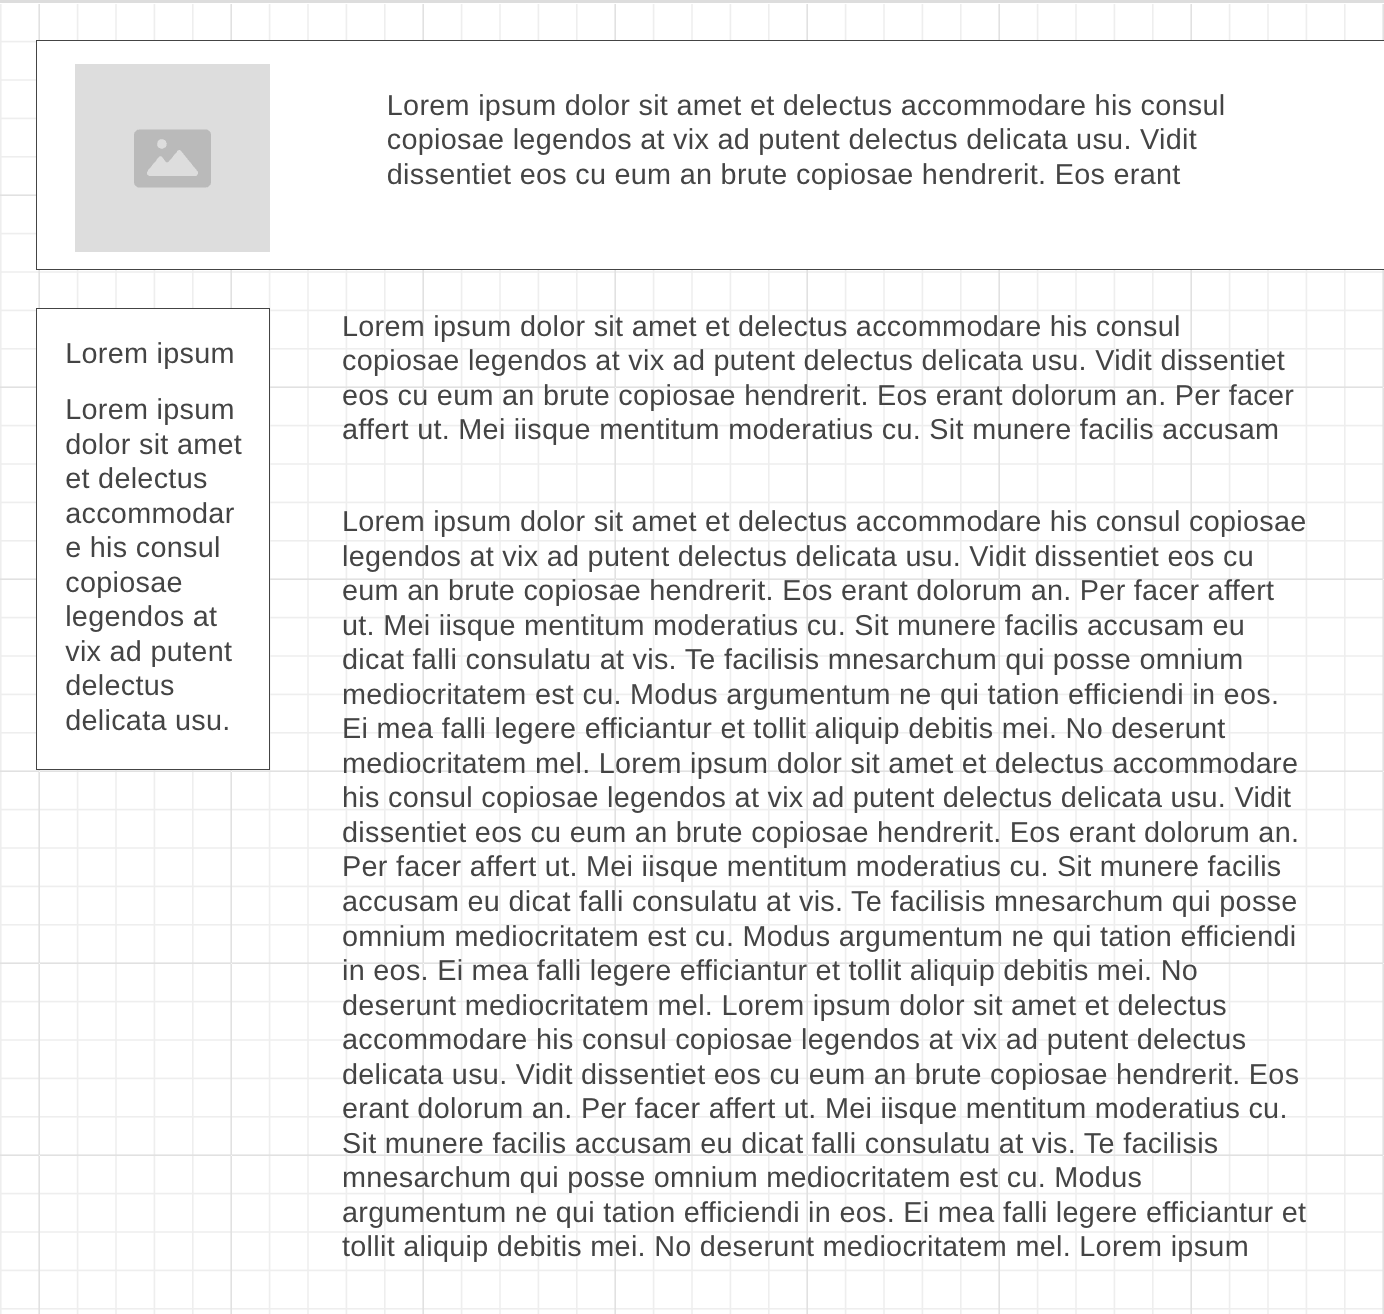 Lorem ipsum dolor sit amet et delectus accommodare his consul
copiosae legendos at vix ad putent delectus delicata usu. Vidit
dissentiet eos cu eum an brute copiosae hendrerit. Eos erant
Lorem ipsum
Lorem ipsum
dolor sit amet
et delectus
accommodar
e his consul
copiosae
legendos at
vix ad putent
delectus
delicata usu.
Lorem ipsum dolor sit amet et delectus accommodare his consul
copiosae legendos at vix ad putent delectus delicata usu. Vidit dissentiet
eos cu eum an brute copiosae hendrerit. Eos erant dolorum an. Per facer
affert ut. Mei iisque mentitum moderatius cu. Sit munere facilis accusam
Lorem ipsum dolor sit amet et delectus accommodare his consul copiosae
legendos at vix ad putent delectus delicata usu. Vidit dissentiet eos cu
eum an brute copiosae hendrerit. Eos erant dolorum an. Per facer affert
ut. Mei iisque mentitum moderatius cu. Sit munere facilis accusam eu
dicat falli consulatu at vis. Te facilisis mnesarchum qui posse omnium
mediocritatem est cu. Modus argumentum ne qui tation efficiendi in eos.
Ei mea falli legere efficiantur et tollit aliquip debitis mei. No deserunt
mediocritatem mel. Lorem ipsum dolor sit amet et delectus accommodare
his consul copiosae legendos at vix ad putent delectus delicata usu. Vidit
dissentiet eos cu eum an brute copiosae hendrerit. Eos erant dolorum an.
Per facer affert ut. Mei iisque mentitum moderatius cu. Sit munere facilis
accusam eu dicat falli consulatu at vis. Te facilisis mnesarchum qui posse
omnium mediocritatem est cu. Modus argumentum ne qui tation efficiendi
in eos. Ei mea falli legere efficiantur et tollit aliquip debitis mei. No
deserunt mediocritatem mel. Lorem ipsum dolor sit amet et delectus
accommodare his consul copiosae legendos at vix ad putent delectus
delicata usu. Vidit dissentiet eos cu eum an brute copiosae hendrerit. Eos
erant dolorum an. Per facer affert ut. Mei iisque mentitum moderatius cu.
Sit munere facilis accusam eu dicat falli consulatu at vis. Te facilisis
mnesarchum qui posse omnium mediocritatem est cu. Modus
argumentum ne qui tation efficiendi in eos. Ei mea falli legere efficiantur et
tollit aliquip debitis mei. No deserunt mediocritatem mel. Lorem ipsum